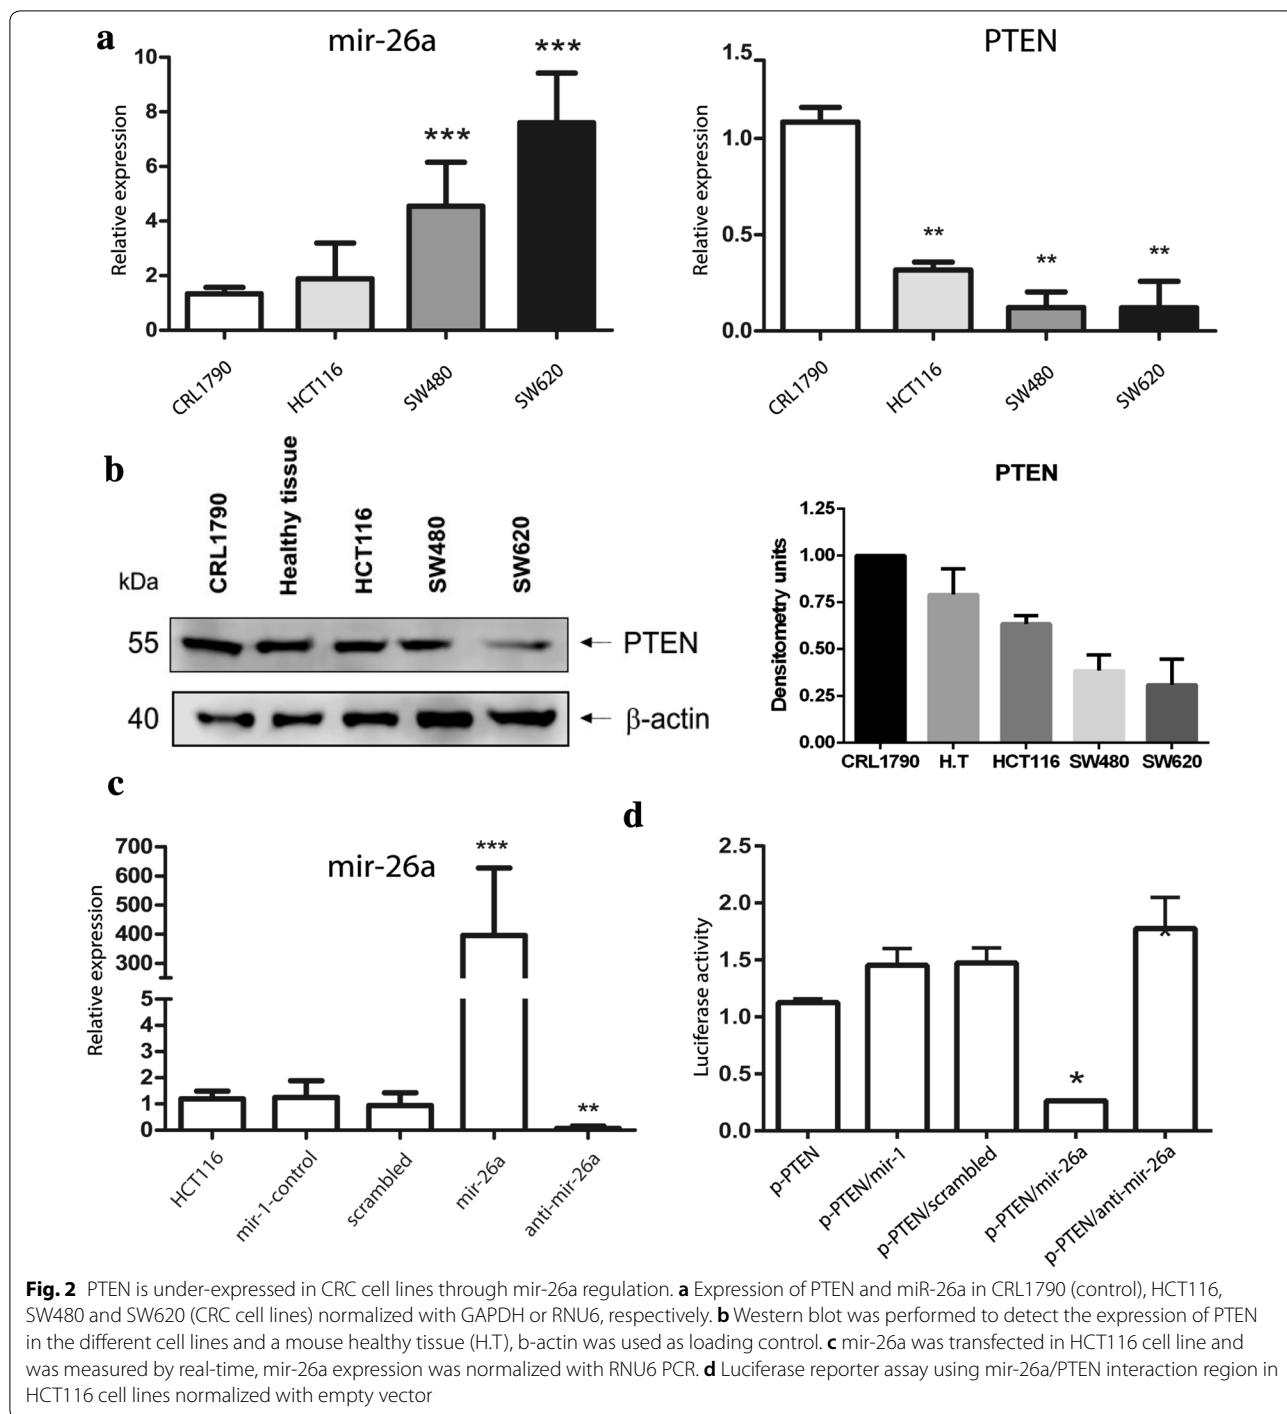 a
mir-26a
Relative expression
10
8
6
4
2
0
***
***
CRL1790
HCT116
SW480
SW620
PTEN
Relative expression
1.5
1.0
0.5
0.0
**
**
**
CRL1790
HCT116
SW480
SW620
b
kDa
CRL1790
Healthy tissue
HCT116
SW480
SW620
55
PTEN
40
β-actin
PTEN
Densitometry units
1.25
1.00
0.75
0.50
0.25
0.00
CRL1790 H.T HCT116 SW480 SW620
c
mir-26a
Relative expression
700
600
500
400
300
5
4
3
2
1
0
***
**
HCT116
mir-1-control
scrambled
mir-26a
anti-mir-26a
d
Luciferase activity
2.5
2.0
1.5
1.0
0.5
0.0
*
*
p-PTEN
p-PTEN/mir-1
p-PTEN/scrambled
p-PTEN/mir-26a
p-PTEN/anti-mir-26a
Fig. 2 PTEN is under-expressed in CRC cell lines through mir-26a regulation. a Expression of PTEN and miR-26a in CRL1790 (control), HCT116,
SW480 and SW620 (CRC cell lines) normalized with GAPDH or RNU6, respectively. b Western blot was performed to detect the expression of PTEN
in the different cell lines and a mouse healthy tissue (H.T), b-actin was used as loading control. c mir-26a was transfected in HCT116 cell line and
was measured by real-time, mir-26a expression was normalized with RNU6 PCR. d Luciferase reporter assay using mir-26a/PTEN interaction region in
HCT116 cell lines normalized with empty vector